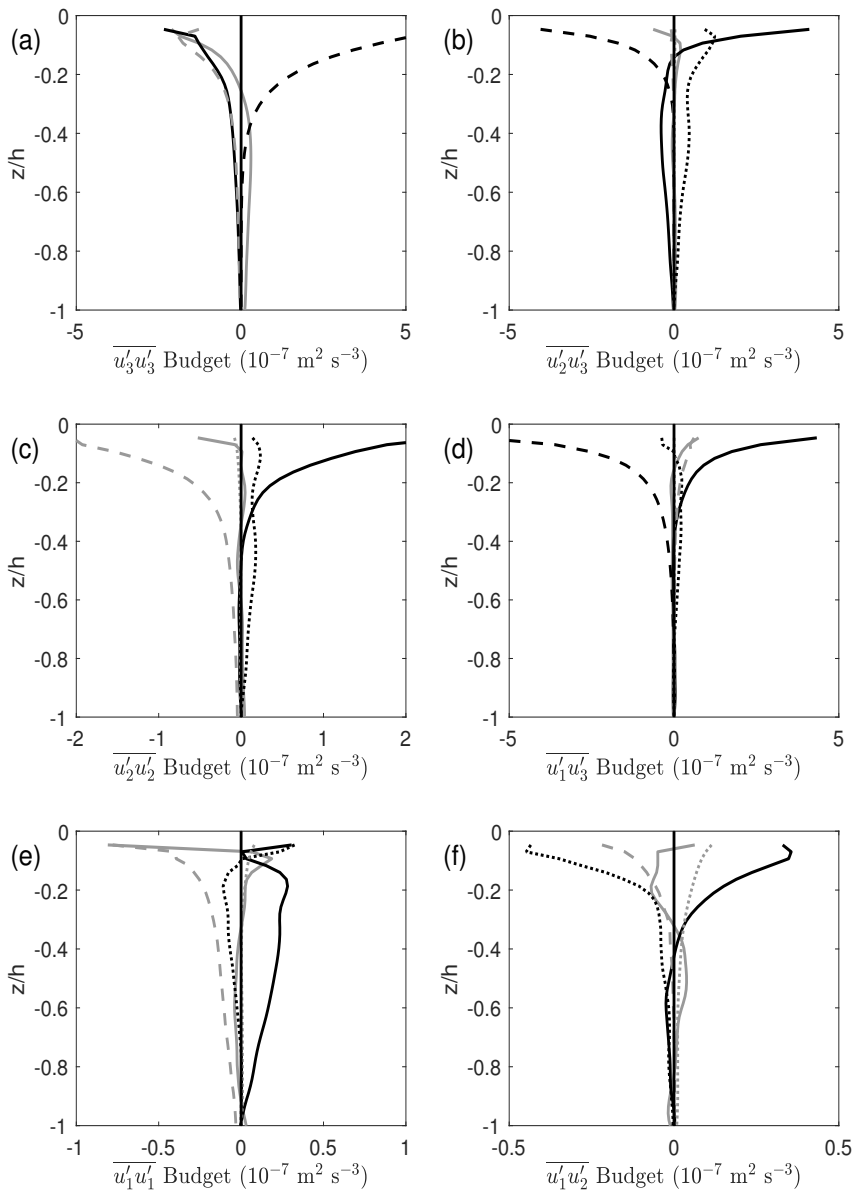 (a)
0
-0.2
-0.4
-0.6
-0.8
-1
z/h
-5 0 5
$\overline{u_3'u_3'}$ Budget (10⁻⁷ m² s⁻³)
(b)
0
-0.2
-0.4
-0.6
-0.8
-1
z/h
-5 0 5
$\overline{u_2'u_3'}$ Budget (10⁻⁷ m² s⁻³)
(c)
0
-0.2
-0.4
-0.6
-0.8
-1
z/h
-2 -1 0 1 2
$\overline{u_2'u_2'}$ Budget (10⁻⁷ m² s⁻³)
(d)
0
-0.2
-0.4
-0.6
-0.8
-1
z/h
-5 0 5
$\overline{u_1'u_3'}$ Budget (10⁻⁷ m² s⁻³)
(e)
0
-0.2
-0.4
-0.6
-0.8
-1
z/h
-1 -0.5 0 0.5 1
$\overline{u_1'u_1'}$ Budget (10⁻⁷ m² s⁻³)
(f)
0
-0.2
-0.4
-0.6
-0.8
-1
z/h
-0.5 0 0.5
$\overline{u_1'u_2'}$ Budget (10⁻⁷ m² s⁻³)